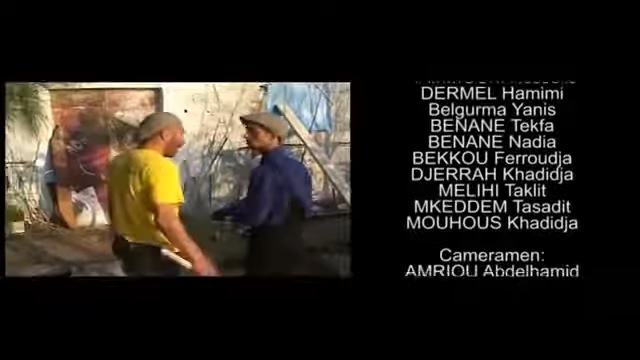 DERMEL Hamimi
Belgurma Yanis
BENANE Tekfa
BENANE Nadia
BEKKOU Ferroudja
DJERRAH Khadidja
MELIHI Taklit
MKEDDEM Tasadit
MOUHOUS Khadidja
Cameramen:
AMRIOU Abdelhamid